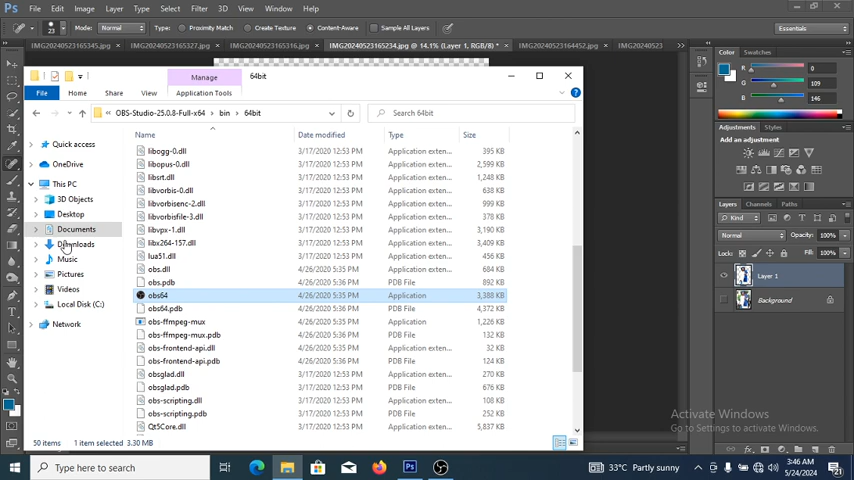 Ps File Edit Image Layer Type Select Filter 3D View Window Help
23 Mode: Normal Type: Proximity Match Create Texture Content-Aware Sample All Layers Essentials
IMG20240523165345.jpg × IMG20240523165327.jpg × IMG20240523165316.jpg × IMG20240523165234.jpg @ 14.1% (Layer 1, RGB/8) * × IMG20240523164452.jpg × IMG20240523
Manage 64bit
File Home Share View Application Tools
« OBS-Studio-25.0.8-Full-x64 › bin › 64bit Search 64bit
Name Date modified Type Size
Quick access
OneDrive
This PC
3D Objects
Desktop
Documents
Downloads
Music
Pictures
Videos
Local Disk (C:)
Network
libogg-0.dll 3/17/2020 12:53 PM Application exten... 395 KB
libopus-0.dll 3/17/2020 12:53 PM Application exten... 2,599 KB
libsrt.dll 3/17/2020 12:53 PM Application exten... 1,248 KB
libvorbis-0.dll 3/17/2020 12:53 PM Application exten... 638 KB
libvorbisenc-2.dll 3/17/2020 12:53 PM Application exten... 999 KB
libvorbisfile-3.dll 3/17/2020 12:53 PM Application exten... 378 KB
libvpx-1.dll 3/17/2020 12:53 PM Application exten... 3,240 KB
libx264-157.dll 3/17/2020 12:53 PM Application exten... 3,409 KB
lua51.dll 3/17/2020 12:53 PM Application exten... 456 KB
obs.dll 4/26/2020 5:35 PM Application exten... 684 KB
obs.pdb 4/26/2020 5:35 PM PDB File 892 KB
obs64 4/26/2020 5:35 PM Application 3,388 KB
obs64.pdb 4/26/2020 5:36 PM PDB File 4,372 KB
obs-ffmpeg-mux 4/26/2020 5:35 PM Application 1,226 KB
obs-ffmpeg-mux.pdb 4/26/2020 5:36 PM PDB File 132 KB
obs-frontend-api.dll 4/26/2020 5:35 PM Application exten... 32 KB
obs-frontend-api.pdb 4/26/2020 5:36 PM PDB File 124 KB
obsglad.dll 4/26/2020 5:35 PM Application exten... 270 KB
obsglad.pdb 4/26/2020 5:36 PM PDB File 676 KB
obs-scripting.dll 4/26/2020 5:35 PM Application exten... 108 KB
obs-scripting.pdb 4/26/2020 5:36 PM PDB File 252 KB
Qt5Core.dll 3/17/2020 12:53 PM Application exten... 5,837 KB
50 items 1 item selected 3.30 MB
Color Swatches
R 0
G 109
B 146
Adjustments Styles
Add an adjustment
Layers Channels Paths
Kind
Normal Opacity: 100%
Lock: Fill: 100%
Layer 1
Background
Activate Windows
Go to Settings to activate Windows.
Type here to search 33°C Partly sunny 3:46 AM
5/24/2024 21